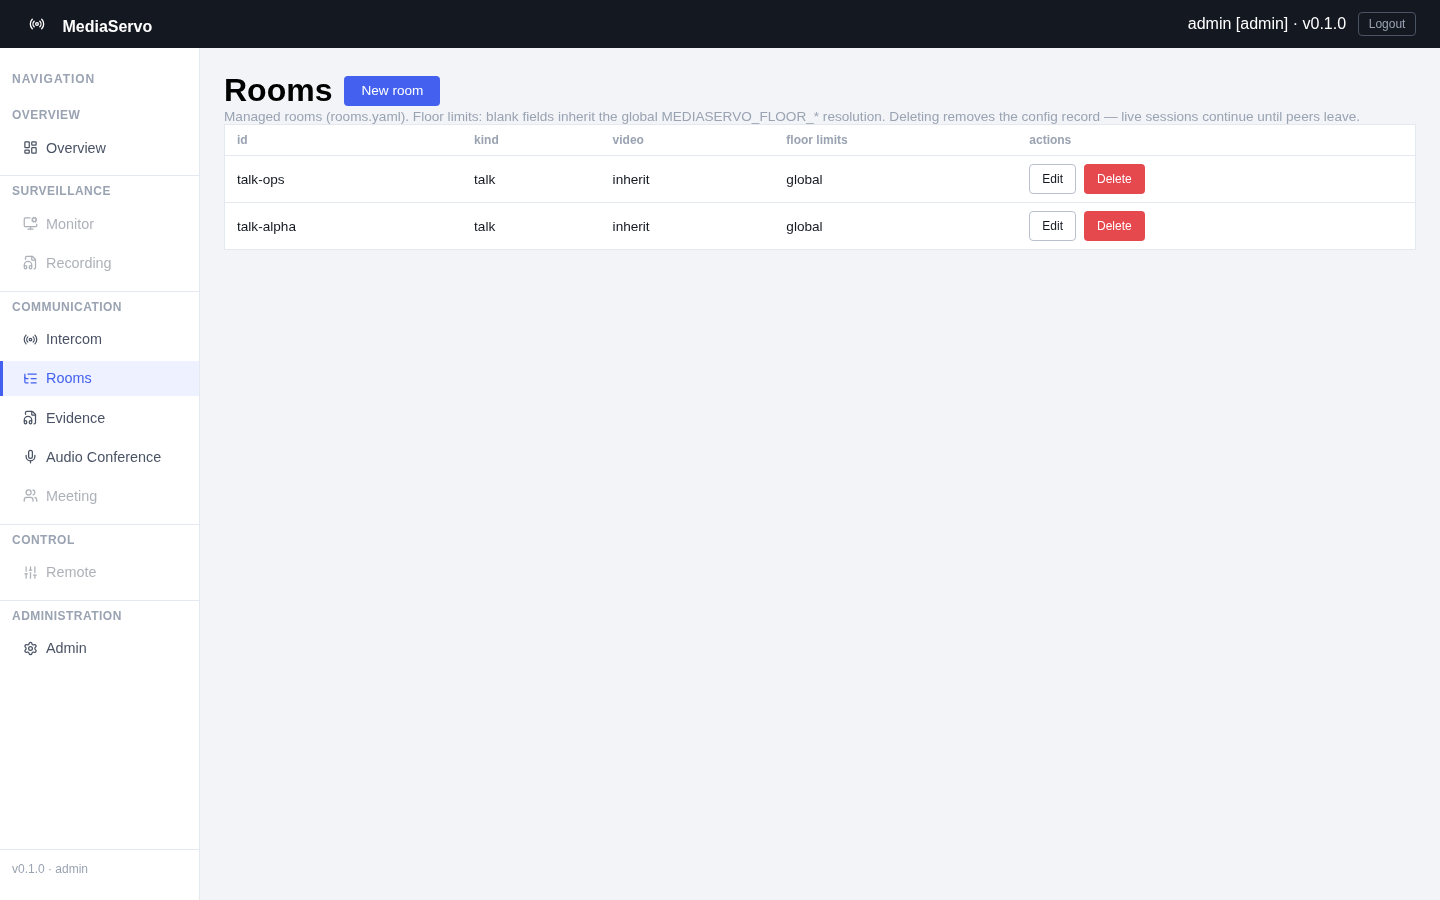 MediaServo
admin [admin] · v0.1.0
Logout
NAVIGATION
OVERVIEW
Overview
SURVEILLANCE
Monitor
Recording
COMMUNICATION
Intercom
Rooms
Evidence
Audio Conference
Meeting
CONTROL
Remote
ADMINISTRATION
Admin
v0.1.0 · admin
Rooms
New room
Managed rooms (rooms.yaml). Floor limits: blank fields inherit the global MEDIASERVO_FLOOR_* resolution. Deleting removes the config record — live sessions continue until peers leave.
id kind video floor limits actions
talk-ops talk inherit global Edit Delete
talk-alpha talk inherit global Edit Delete